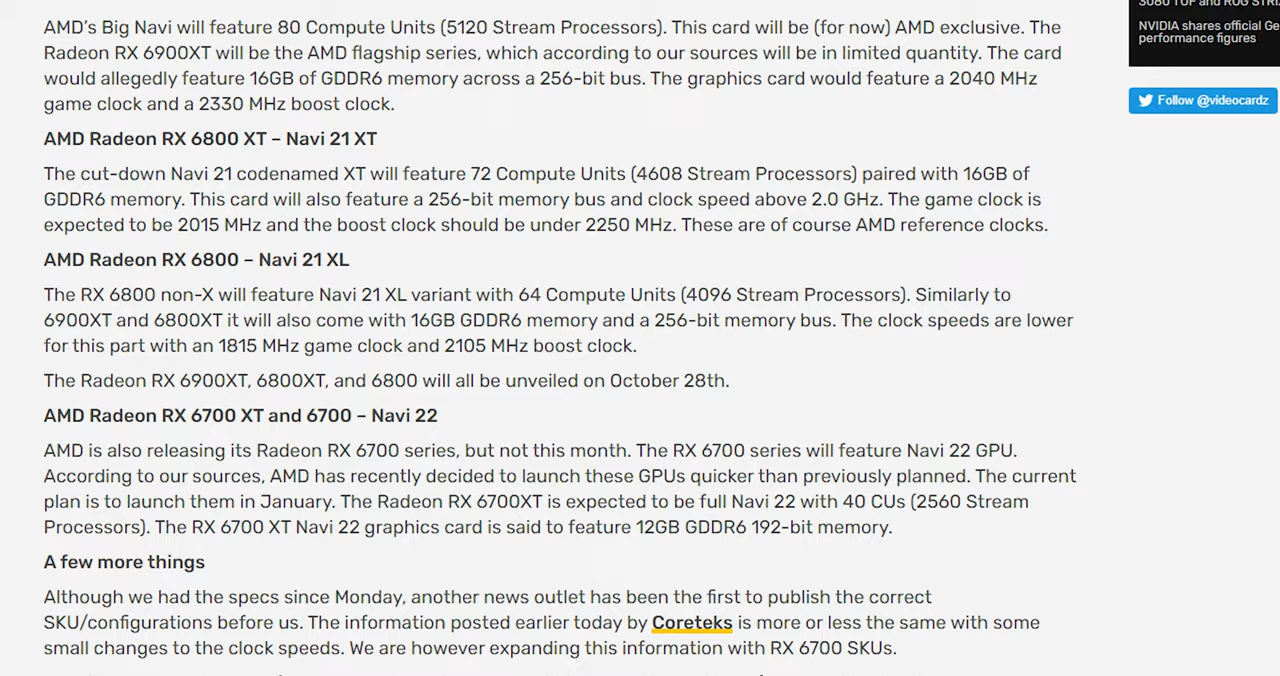 AMD's Big Navi will feature 80 Compute Units (5120 Stream Processors). This card will be (for now) AMD exclusive. The
Radeon RX 6900XT will be the AMD flagship series, which according to our sources will be in limited quantity. The card
would allegedly feature 16GB of GDDR6 memory across a 256-bit bus. The graphics card would feature a 2040 MHz
game clock and a 2330 MHz boost clock.
AMD Radeon RX 6800 XT – Navi 21 XT
The cut-down Navi 21 codenamed XT will feature 72 Compute Units (4608 Stream Processors) paired with 16GB of
GDDR6 memory. This card will also feature a 256-bit memory bus and clock speed above 2.0 GHz. The game clock is
expected to be 2015 MHz and the boost clock should be under 2250 MHz. These are of course AMD reference clocks.
AMD Radeon RX 6800 – Navi 21 XL
The RX 6800 non-X will feature Navi 21 XL variant with 64 Compute Units (4096 Stream Processors). Similarly to
6900XT and 6800XT it will also come with 16GB GDDR6 memory and a 256-bit memory bus. The clock speeds are lower
for this part with an 1815 MHz game clock and 2105 MHz boost clock.
The Radeon RX 6900XT, 6800XT, and 6800 will all be unveiled on October 28th.
AMD Radeon RX 6700 XT and 6700 – Navi 22
AMD is also releasing its Radeon RX 6700 series, but not this month. The RX 6700 series will feature Navi 22 GPU.
According to our sources, AMD has recently decided to launch these GPUs quicker than previously planned. The current
plan is to launch them in January. The Radeon RX 6700XT is expected to be full Navi 22 with 40 CUs (2560 Stream
Processors). The RX 6700 XT Navi 22 graphics card is said to feature 12GB GDDR6 192-bit memory.
A few more things
Although we had the specs since Monday, another news outlet has been the first to publish the correct
SKU/configurations before us. The information posted earlier today by Coreteks is more or less the same with some
small changes to the clock speeds. We are however expanding this information with RX 6700 SKUs.
3080 TUF and ROG STRI
NVIDIA shares official Ge
performance figures
Follow @videocardz